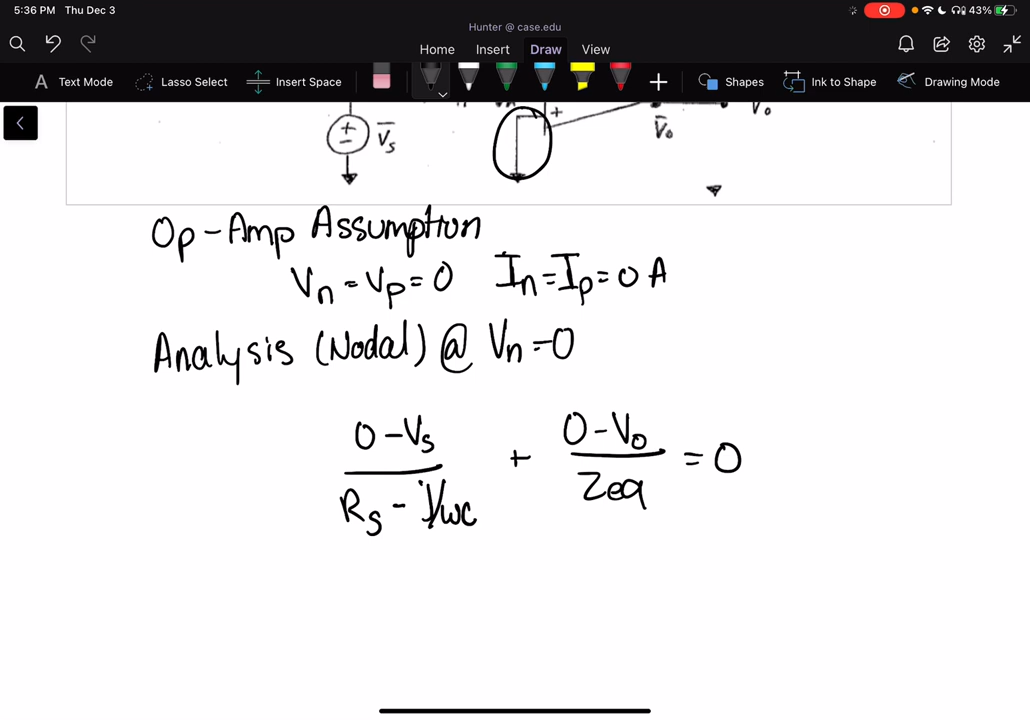 5:36 PM Thu Dec 3
43%
Hunter @ case.edu
Home Insert Draw View
A Text Mode Lasso Select Insert Space Shapes Ink to Shape Drawing Mode
+ V̄s
−
+
V̄o
Vo
Op-Amp Assumption
Vn = Vp = 0 In = Ip = 0 A
Analysis (Nodal) @ Vn = 0
0 - Vs + 0 - Vo = 0
Rs - j/wc Zeq